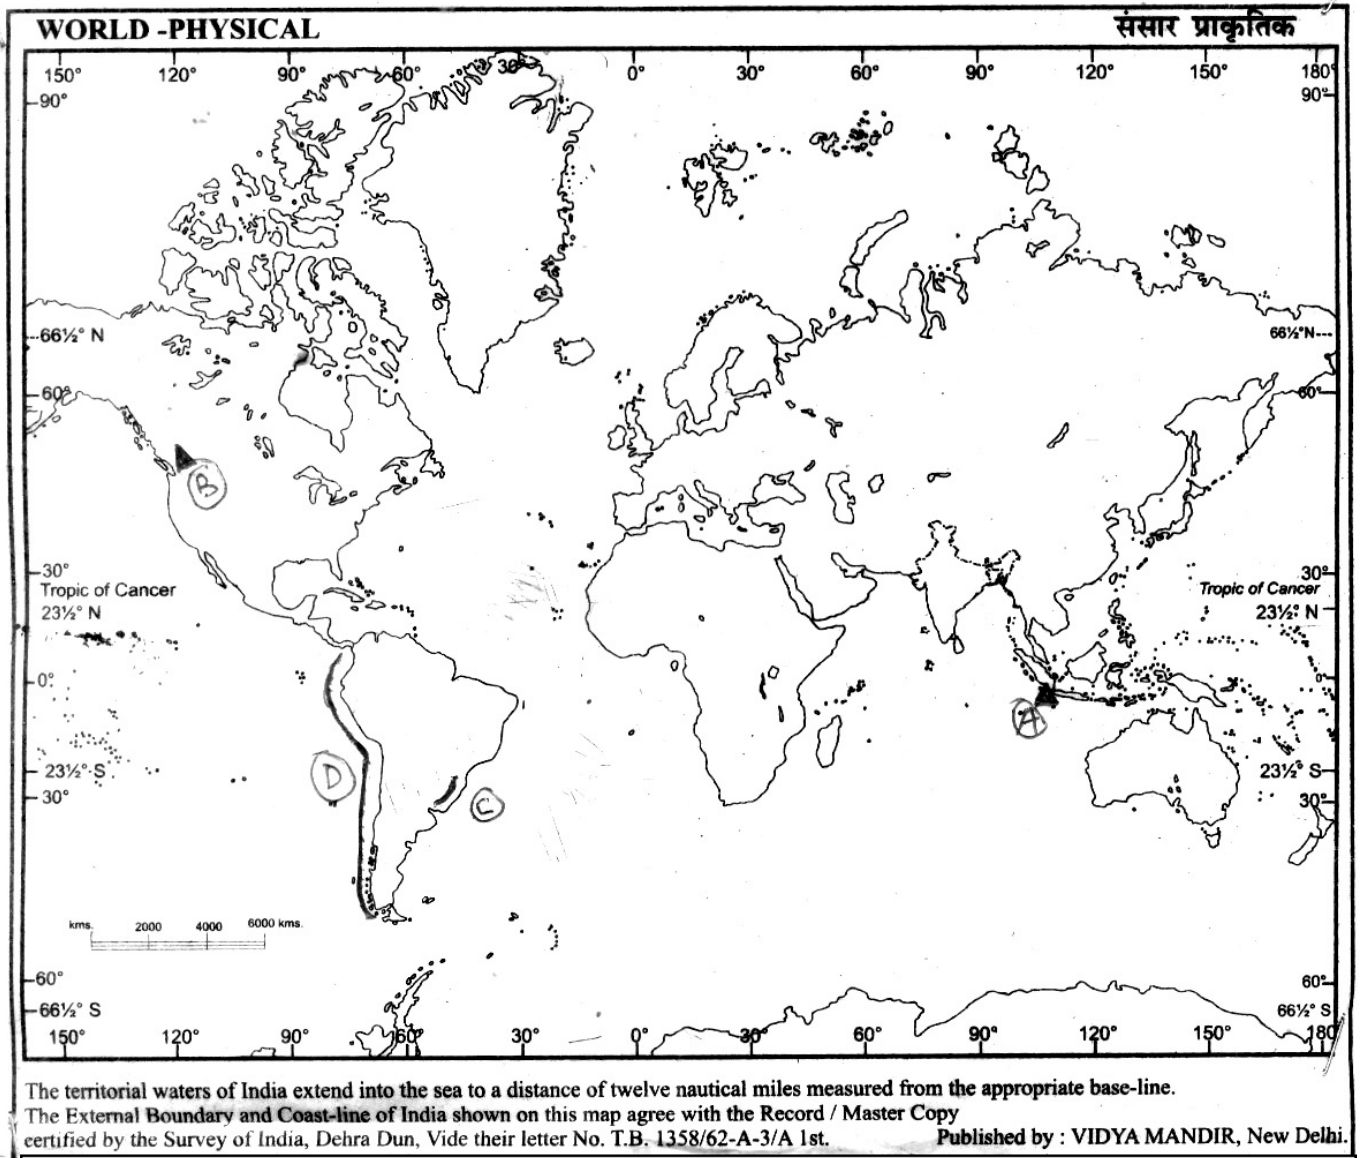 WORLD -PHYSICAL संसार प्राकृतिक
150° 120° 90° 60° 30° 0° 30° 60° 90° 120° 150° 180°
90° 90°
66½° N 66½°N
60° 60°
B
30° 30°
Tropic of Cancer Tropic of Cancer
23½° N 23½° N
0° 0°
A
D
23½° S 23½° S
C
30° 30°
kms. 2000 4000 6000 kms.
60° 60°
66½° S 66½° S
150° 120° 90° 60° 30° 0° 30° 60° 90° 120° 150° 180
The territorial waters of India extend into the sea to a distance of twelve nautical miles measured from the appropriate base-line.
The External Boundary and Coast-line of India shown on this map agree with the Record / Master Copy
certified by the Survey of India, Dehra Dun, Vide their letter No. T.B. 1358/62-A-3/A 1st. Published by : VIDYA MANDIR, New Delhi.